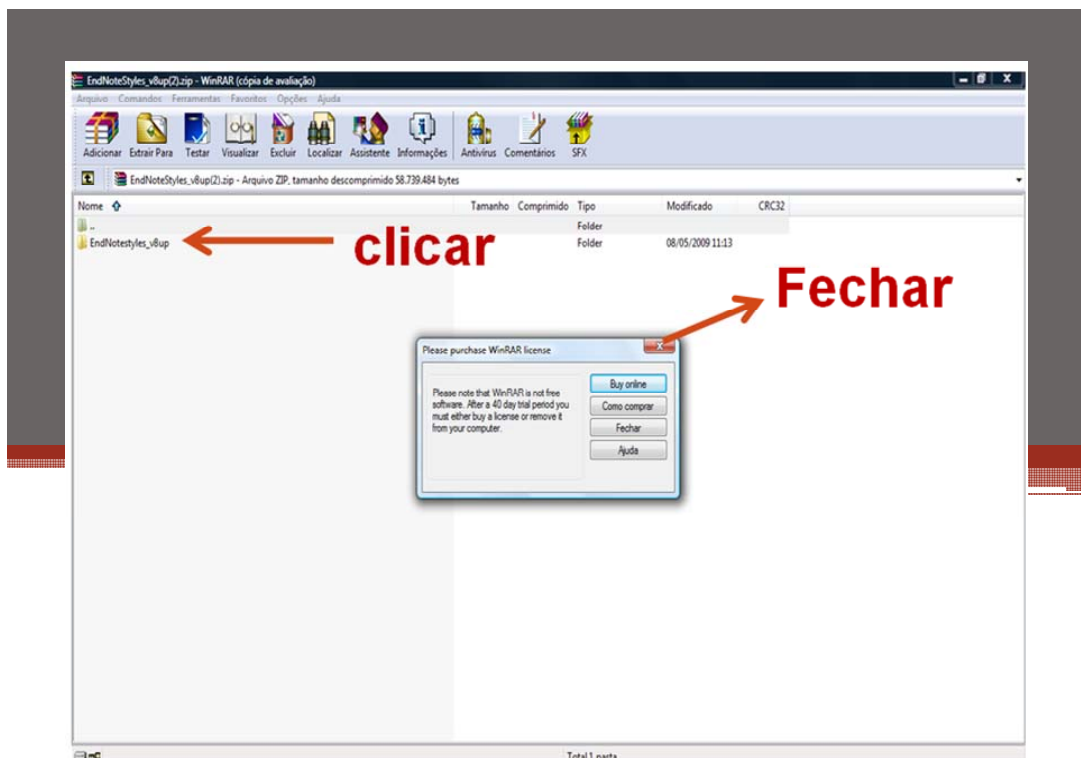 EndNoteStyles_v8up(2).zip - WinRAR (cópia de avaliação)
Arquivo Comandos Ferramentas Favoritos Opções Ajuda
Adicionar Extrair Para Testar Visualizar Excluir Localizar Assistente Informações Antivírus Comentários SFX
EndNoteStyles_v8up(2).zip - Arquivo ZIP, tamanho descomprimido 58.739.484 bytes
Nome Tamanho Comprimido Tipo Modificado CRC32
.. Folder
EndNotestyles_v8up Folder 08/05/2009 11:13
clicar
Fechar
Please purchase WinRAR license
Please note that WinRAR is not free
software. After a 40 day trial period you
must either buy a license or remove it
from your computer.
Buy online
Como comprar
Fechar
Ajuda
Total 1 pasta